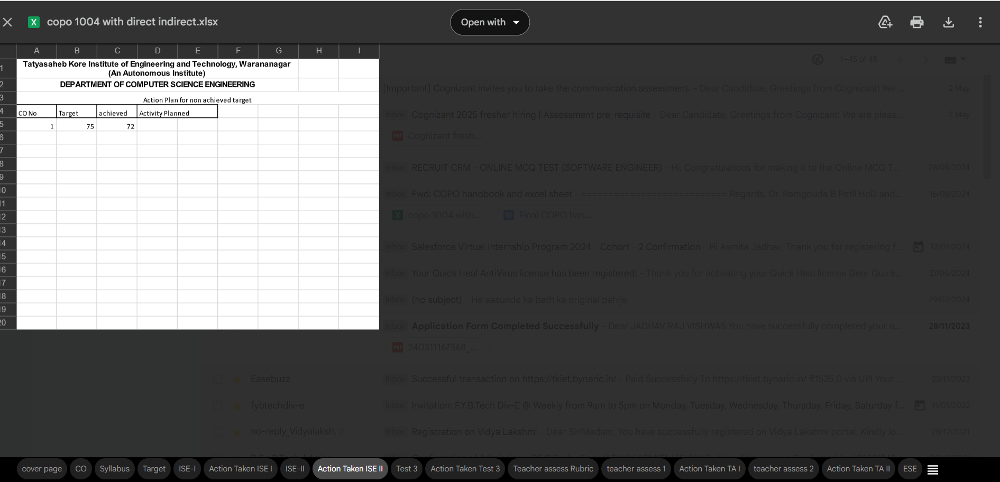 copo 1004 with direct indirect.xlsx
Open with
A B C D E F G H I
1 Tatyasaheb Kore Institute of Engineering and Technology, Warananagar
(An Autonomous Institute)
2 DEPARTMENT OF COMPUTER SCIENCE ENGINEERING
3 Action Plan for non achieved target
4 CO No Target achieved Activity Planned
5 1 75 72
6
7
8
9
10
11
12
13
14
15
16
17
18
19
20
1–45 of 45
[Important] Cognizant invites you to take the communication assessment. - Dear Candidate, Greetings from Cognizant! We ... 2 May
Inbox Cognizant 2025 fresher hiring | Assessment pre-requisite - Dear Candidate, Greetings from Cognizant! We are pleas... 2 May
PDF Cognizant fresh...
Inbox RECRUIT CRM - ONLINE MCQ TEST (SOFTWARE ENGINEER) - Hi, Congratulations for making it to the Online MCQ T... 28/08/2024
Inbox Fwd: COPO handbook and excel sheet - =========================== Regards, Dr. Ramgouda B Patil HoD and... 16/08/2024
X copo 1004 with... W Final COPO han...
Inbox Salesforce Virtual Internship Program 2024 - Cohort - 2 Confirmation - Hi Asmita Jadhav, Thank you for registering f... 12/07/2024
Inbox Your Quick Heal AntiVirus license has been registered! - Thank you for activating your Quick Heal license Dear Quick... 27/06/2024
Inbox (no subject) - He aasunde ka bath ka original pahije 29/02/2024
Inbox Application Form Completed Successfully - Dear JADHAV RAJ VISHWAS You have successfully completed your a... 28/11/2023
PDF 240311167568_...
Easebuzz Inbox Successful transaction on https://tkiet.bynaric.in/ - Paid Successfully To https://tkiet.bynaric.in/ ₹1525.0 via UPI Your ... 23/11/2023
fybtechdiv-e Inbox Invitation: F.Y.B.Tech Div-E @ Weekly from 9am to 5pm on Monday, Tuesday, Wednesday, Thursday, Friday, Saturday f... 11/01/2022
no-reply_Vidyalaksh. 2 Inbox Registration on Vidya Lakshmi - Dear Sir/Madam, You have successfully registered on Vidya Lakshmi portal. Kindly lo... 28/12/2021
cover page CO Syllabus Target ISE-I Action Taken ISE I ISE-II Action Taken ISE II Test 3 Action Taken Test 3 Teacher assess Rubric teacher assess 1 Action Taken TA I teacher assess 2 Action Taken TA II ESE